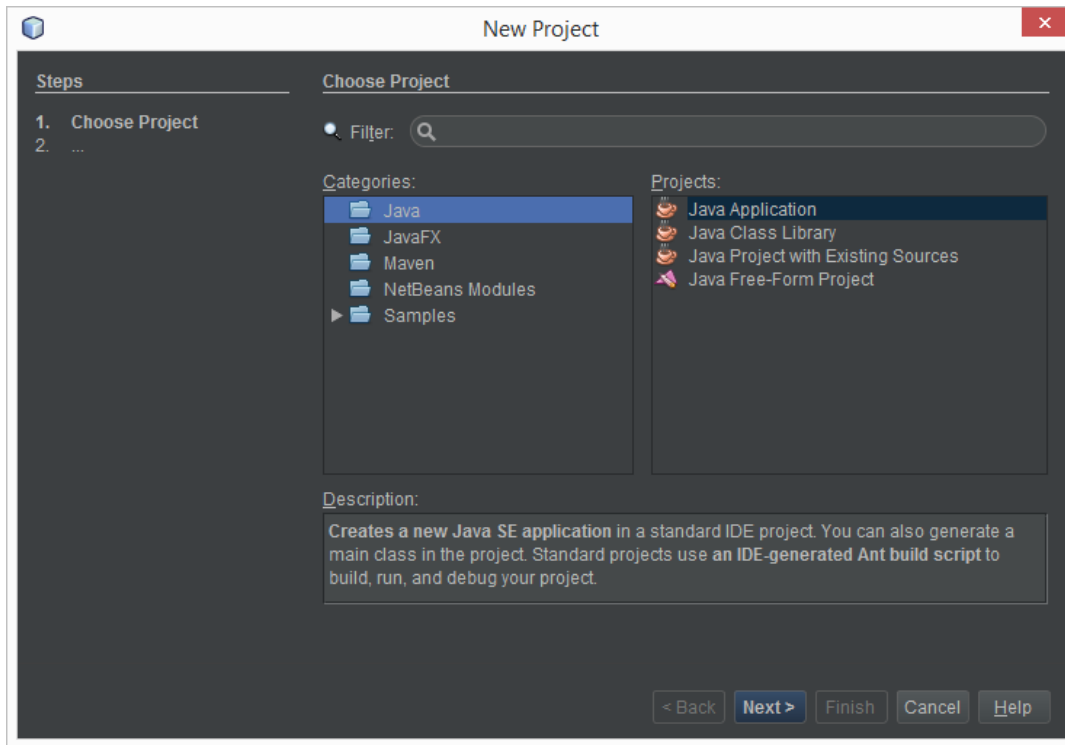 New Project
Steps
1. Choose Project
2. ...
Choose Project
Filter:
Categories:
Java
JavaFX
Maven
NetBeans Modules
Samples
Projects:
Java Application
Java Class Library
Java Project with Existing Sources
Java Free-Form Project
Description:
Creates a new Java SE application in a standard IDE project. You can also generate a
main class in the project. Standard projects use an IDE-generated Ant build script to
build, run, and debug your project.
< Back Next > Finish Cancel Help